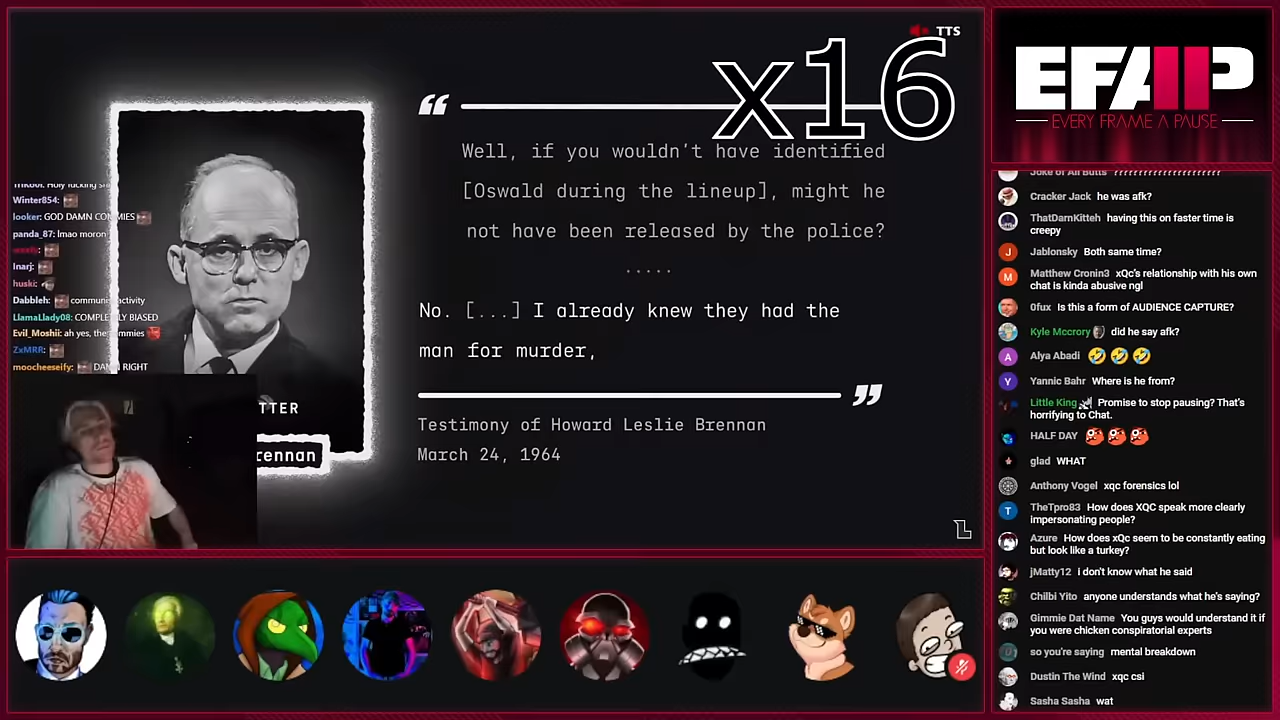 TTS
x16
Well, if you wouldn't have identified
[Oswald during the lineup], might he
not have been released by the police?
.....
No. [...] I already knew they had the
man for murder,
Testimony of Howard Leslie Brennan
March 24, 1964
TTER
rennan
Winter854:
looker: GOD DAMN COMMIES
panda_87: lmao moron
Inarj:
huski:
Dabbleh: communist activity
LlamaLlady08: COMPLETELY BIASED
Evil_Moshii: ah yes, the commies
ZxMRR:
moocheeseify: DAMN RIGHT
EFAP
EVERY FRAME A PAUSE
Joke of All Butts ?????????????????????
Cracker Jack he was afk?
ThatDarnKitteh having this on faster time is
creepy
J
Jablonsky Both same time?
Matthew Cronin3 xQc's relationship with his own
chat is kinda abusive ngl
0fux Is this a form of AUDIENCE CAPTURE?
Kyle Mccrory did he say afk?
A
Alya Abadi
Y
Yannic Bahr Where is he from?
Little King Promise to stop pausing? That's
horrifying to Chat.
HALF DAY
glad WHAT
Anthony Vogel xqc forensics lol
T
TheTpro83 How does XQC speak more clearly
impersonating people?
Azure How does xQc seem to be constantly eating
but look like a turkey?
jMatty12 i don't know what he said
Chilbi Yito anyone understands what he's saying?
Gimmie Dat Name You guys would understand it if
you were chicken conspiratorial experts
so you're saying mental breakdown
Dustin The Wind xqc csi
Sasha Sasha wat